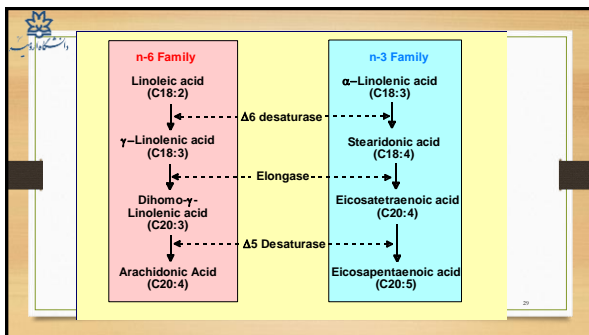 دانشگاه ارومیه
n-6 Family
Linoleic acid
(C18:2)
γ–Linolenic acid
(C18:3)
Dihomo-γ-
Linolenic acid
(C20:3)
Arachidonic Acid
(C20:4)
Δ6 desaturase
Elongase
Δ5 Desaturase
n-3 Family
α–Linolenic acid
(C18:3)
Stearidonic acid
(C18:4)
Eicosatetraenoic acid
(C20:4)
Eicosapentaenoic acid
(C20:5)
29